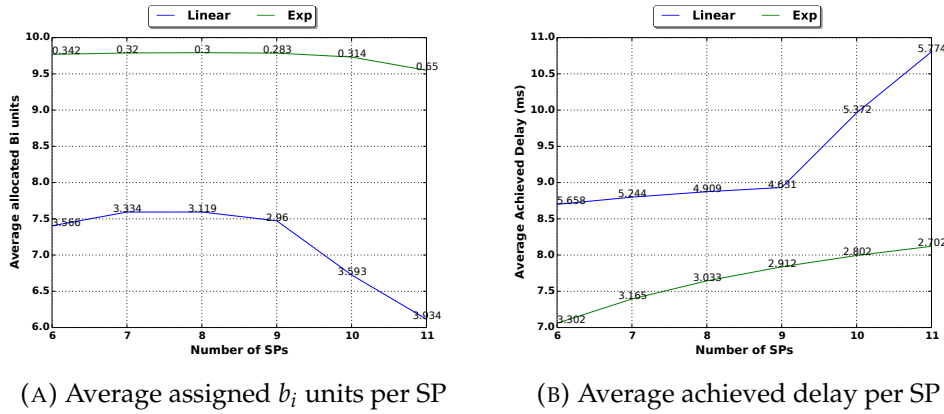 Linear Exp
10.0
9.5
9.0
8.5
8.0
7.5
7.0
6.5
6.0
Average allocated Bi units
0.342 0.32 0.3 0.283 0.314 0.65
3.566 3.334 3.119 2.96 3.593 3.934
6 7 8 9 10 11
Number of SPs
(A) Average assigned b_i units per SP
Linear Exp
11.0
10.5
10.0
9.5
9.0
8.5
8.0
7.5
7.0
Average Achieved Delay (ms)
5.658 5.244 4.909 4.631 5.372 5.774
3.302 3.165 3.033 2.912 2.802 2.702
6 7 8 9 10 11
Number of SPs
(B) Average achieved delay per SP